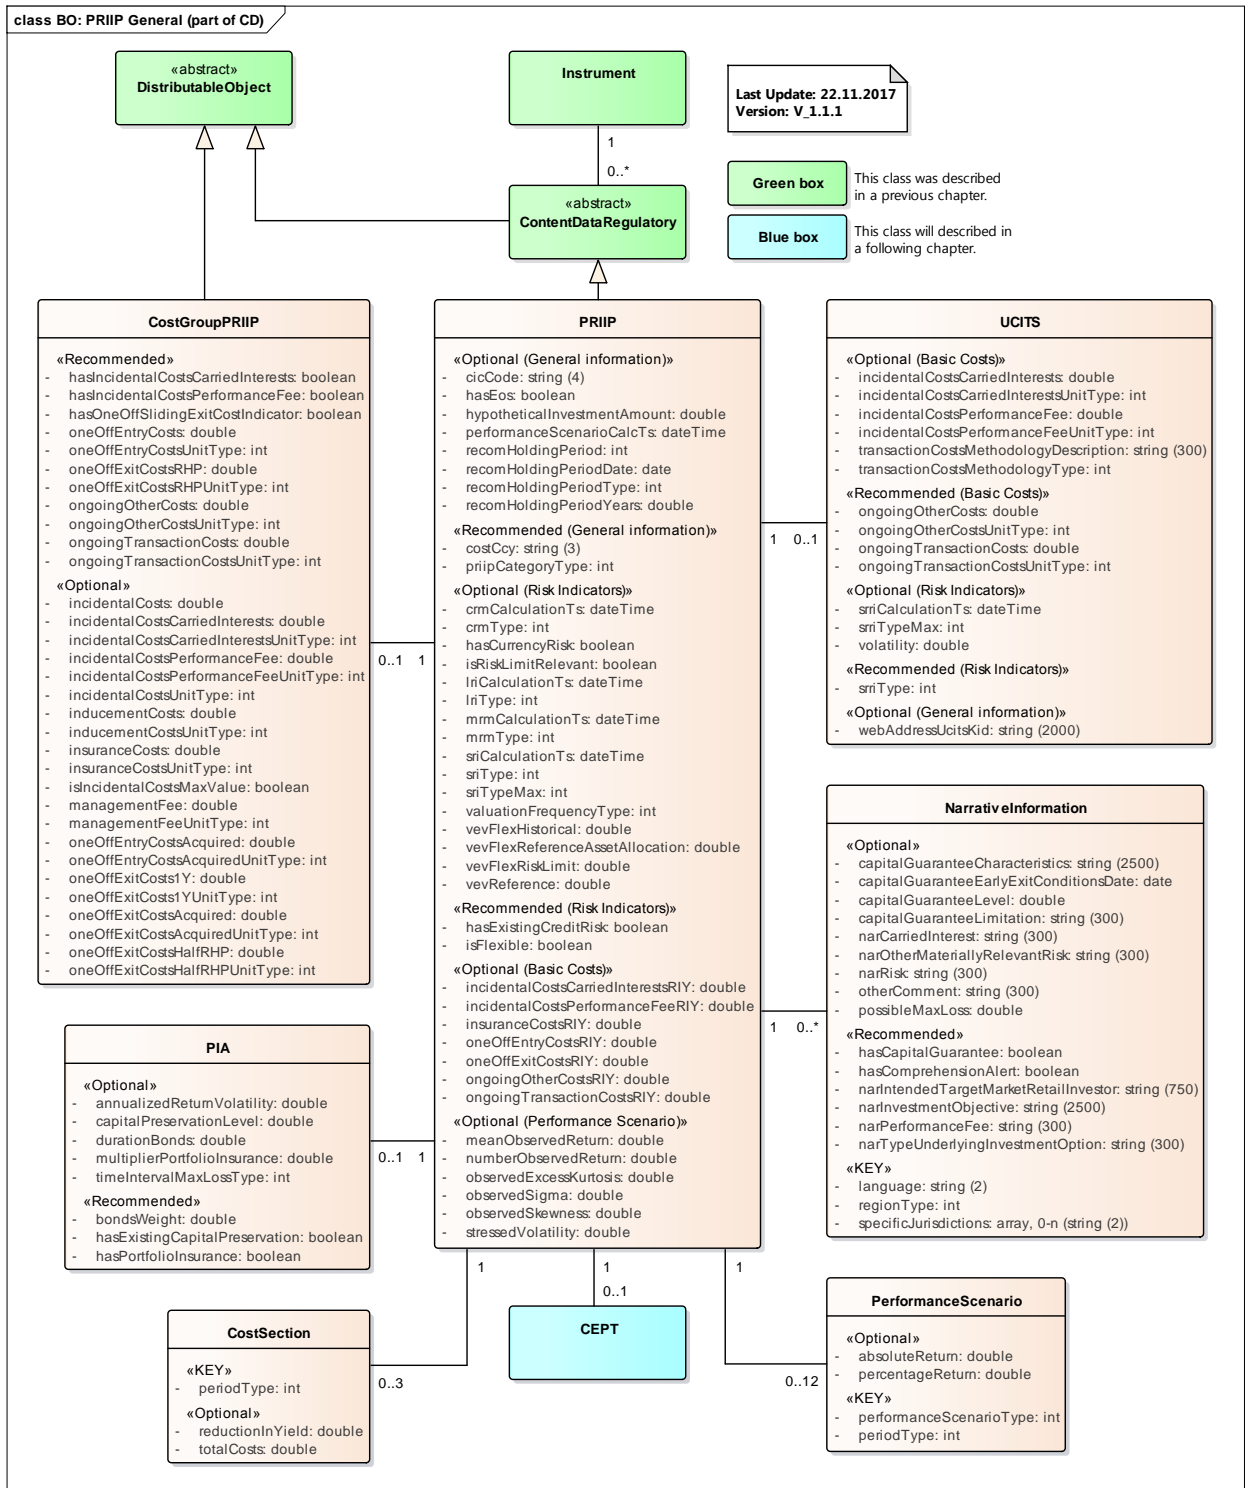 class BO: PRIIP General (part of CD)
«abstract»
DistributableObject
Instrument
Last Update: 22.11.2017
Version: V_1.1.1
1
0..*
Green box
This class was described
in a previous chapter.
«abstract»
ContentDataRegulatory
Blue box
This class will described in
a following chapter.
CostGroupPRIIP
«Recommended»
- hasIncidentalCostsCarriedInterests: boolean
- hasIncidentalCostsPerformanceFee: boolean
- hasOneOffSlidingExitCostIndicator: boolean
- oneOffEntryCosts: double
- oneOffEntryCostsUnitType: int
- oneOffExitCostsRHP: double
- oneOffExitCostsRHPUnitType: int
- ongoingOtherCosts: double
- ongoingOtherCostsUnitType: int
- ongoingTransactionCosts: double
- ongoingTransactionCostsUnitType: int
«Optional»
- incidentalCosts: double
- incidentalCostsCarriedInterests: double
- incidentalCostsCarriedInterestsUnitType: int
- incidentalCostsPerformanceFee: double
- incidentalCostsPerformanceFeeUnitType: int
- incidentalCostsUnitType: int
- inducementCosts: double
- inducementCostsUnitType: int
- insuranceCosts: double
- insuranceCostsUnitType: int
- isIncidentalCostsMaxValue: boolean
- managementFee: double
- managementFeeUnitType: int
- oneOffEntryCostsAcquired: double
- oneOffEntryCostsAcquiredUnitType: int
- oneOffExitCosts1Y: double
- oneOffExitCosts1YUnitType: int
- oneOffExitCostsAcquired: double
- oneOffExitCostsAcquiredUnitType: int
- oneOffExitCostsHalfRHP: double
- oneOffExitCostsHalfRHPUnitType: int
0..1 1
PRIIP
«Optional (General information)»
- cicCode: string (4)
- hasEos: boolean
- hypotheticalInvestmentAmount: double
- performanceScenarioCalcTs: dateTime
- recomHoldingPeriod: int
- recomHoldingPeriodDate: date
- recomHoldingPeriodType: int
- recomHoldingPeriodYears: double
«Recommended (General information)»
- costCcy: string (3)
- priipCategoryType: int
«Optional (Risk Indicators)»
- crmCalculationTs: dateTime
- crmType: int
- hasCurrencyRisk: boolean
- isRiskLimitRelevant: boolean
- lriCalculationTs: dateTime
- lriType: int
- mrmCalculationTs: dateTime
- mrmType: int
- sriCalculationTs: dateTime
- sriType: int
- sriTypeMax: int
- valuationFrequencyType: int
- vevFlexHistorical: double
- vevFlexReferenceAssetAllocation: double
- vevFlexRiskLimit: double
- vevReference: double
«Recommended (Risk Indicators)»
- hasExistingCreditRisk: boolean
- isFlexible: boolean
«Optional (Basic Costs)»
- incidentalCostsCarriedInterestsRIY: double
- incidentalCostsPerformanceFeeRIY: double
- insuranceCostsRIY: double
- oneOffEntryCostsRIY: double
- oneOffExitCostsRIY: double
- ongoingOtherCostsRIY: double
- ongoingTransactionCostsRIY: double
«Optional (Performance Scenario)»
- meanObservedReturn: double
- numberObservedReturn: double
- observedExcessKurtosis: double
- observedSigma: double
- observedSkewness: double
- stressedVolatility: double
1 0..1
UCITS
«Optional (Basic Costs)»
- incidentalCostsCarriedInterests: double
- incidentalCostsCarriedInterestsUnitType: int
- incidentalCostsPerformanceFee: double
- incidentalCostsPerformanceFeeUnitType: int
- transactionCostsMethodologyDescription: string (300)
- transactionCostsMethodologyType: int
«Recommended (Basic Costs)»
- ongoingOtherCosts: double
- ongoingOtherCostsUnitType: int
- ongoingTransactionCosts: double
- ongoingTransactionCostsUnitType: int
«Optional (Risk Indicators)»
- srriCalculationTs: dateTime
- srriTypeMax: int
- volatility: double
«Recommended (Risk Indicators)»
- srriType: int
«Optional (General information)»
- webAddressUcitsKid: string (2000)
NarrativeInformation
«Optional»
- capitalGuaranteeCharacteristics: string (2500)
- capitalGuaranteeEarlyExitConditionsDate: date
- capitalGuaranteeLevel: double
- capitalGuaranteeLimitation: string (300)
- narCarriedInterest: string (300)
- narOtherMateriallyRelevantRisk: string (300)
- narRisk: string (300)
- otherComment: string (300)
- possibleMaxLoss: double
«Recommended»
- hasCapitalGuarantee: boolean
- hasComprehensionAlert: boolean
- narIntendedTargetMarketRetailInvestor: string (750)
- narInvestmentObjective: string (2500)
- narPerformanceFee: string (300)
- narTypeUnderlyingInvestmentOption: string (300)
«KEY»
- language: string (2)
- regionType: int
- specificJurisdictions: array, 0-n (string (2))
1 0..*
PIA
«Optional»
- annualizedReturnVolatility: double
- capitalPreservationLevel: double
- durationBonds: double
- multiplierPortfolioInsurance: double
- timeIntervalMaxLossType: int
«Recommended»
- bondsWeight: double
- hasExistingCapitalPreservation: boolean
- hasPortfolioInsurance: boolean
0..1 1
1
1
1
0..1
CostSection
«KEY»
- periodType: int
«Optional»
- reductionInYield: double
- totalCosts: double
0..3
CEPT
0..12
PerformanceScenario
«Optional»
- absoluteReturn: double
- percentageReturn: double
«KEY»
- performanceScenarioType: int
- periodType: int